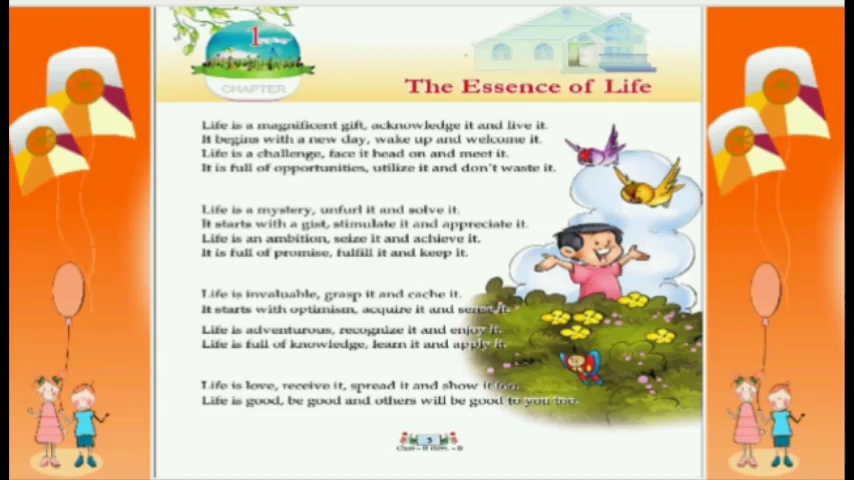 1
CHAPTER
The Essence of Life
Life is a magnificent gift, acknowledge it and live it.
It begins with a new day, wake up and welcome it.
Life is a challenge, face it head on and meet it.
It is full of opportunities, utilize it and don't waste it.
Life is a mystery, unfurl it and solve it.
It starts with a gist, stimulate it and appreciate it.
Life is an ambition, seize it and achieve it.
It is full of promise, fulfill it and keep it.
Life is invaluable, grasp it and cache it.
It starts with optimism, acquire it and sense it.
Life is adventurous, recognize it and enjoy it.
Life is full of knowledge, learn it and apply it.
Life is love, receive it, spread it and show it too.
Life is good, be good and others will be good to you too.
5
Class -